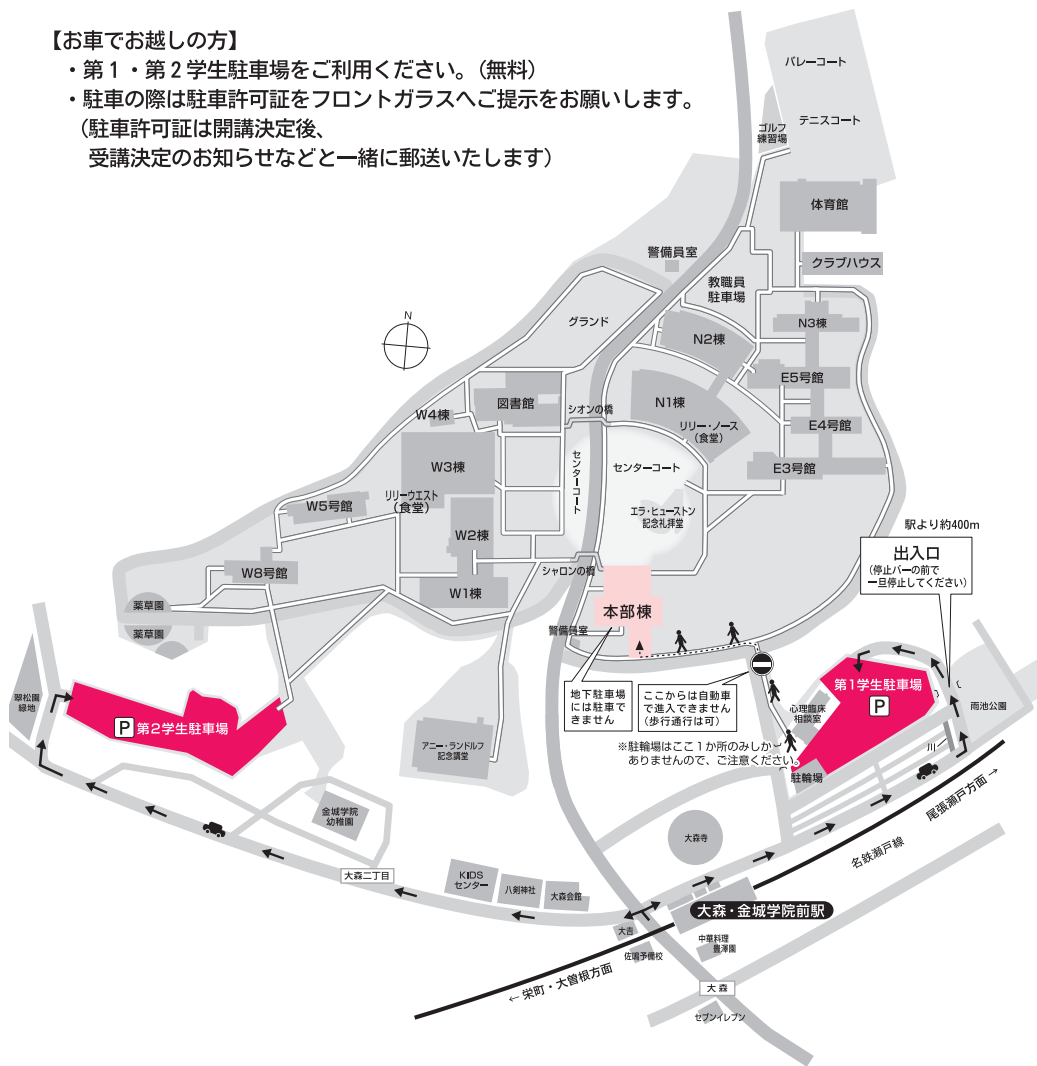 【お車でお越しの方】
・第1・第2学生駐車場をご利用ください。(無料)
・駐車の際は駐車許可証をフロントガラスへご提示をお願いします。
(駐車許可証は開講決定後、
受講決定のお知らせなどと一緒に郵送いたします)
バレーコート
テニスコート
ゴルフ
練習場
体育館
クラブハウス
警備員室
教職員
駐車場
N
グランド
N3棟
N2棟
E5号館
図書館
N1棟
W4棟
シオンの橋
リリー・ノース
(食堂)
E4号館
W3棟
センターコート
センターコート
E3号館
リリーウエスト
(食堂)
W5号館
エラ・ヒューストン
記念礼拝堂
W2棟
駅より約400m
出入口
(停止バーの前で
一旦停止してください)
W8号館
シャロンの橋
W1棟
本部棟
薬草園
薬草園
警備員室
地下駐車場
には駐車で
きません
ここからは自動車
で進入できません
(歩行通行は可)
第1学生駐車場
P
心理臨床
相談室
雨池公園
翠松園
緑地
P 第2学生駐車場
アニー・ランドルフ
記念講堂
※駐輪場はここ1か所のみしか
ありませんので、ご注意ください。
川
駐輪場
尾張瀬戸方面→
金城学院
幼稚園
大森寺
名鉄瀬戸線
大森二丁目
KIDS
センター
八剣神社
大森会館
大森・金城学院前駅
大吉
佐鳴予備校
中華料理
豊澤園
←栄町・大曽根方面
大森
セブンイレブン